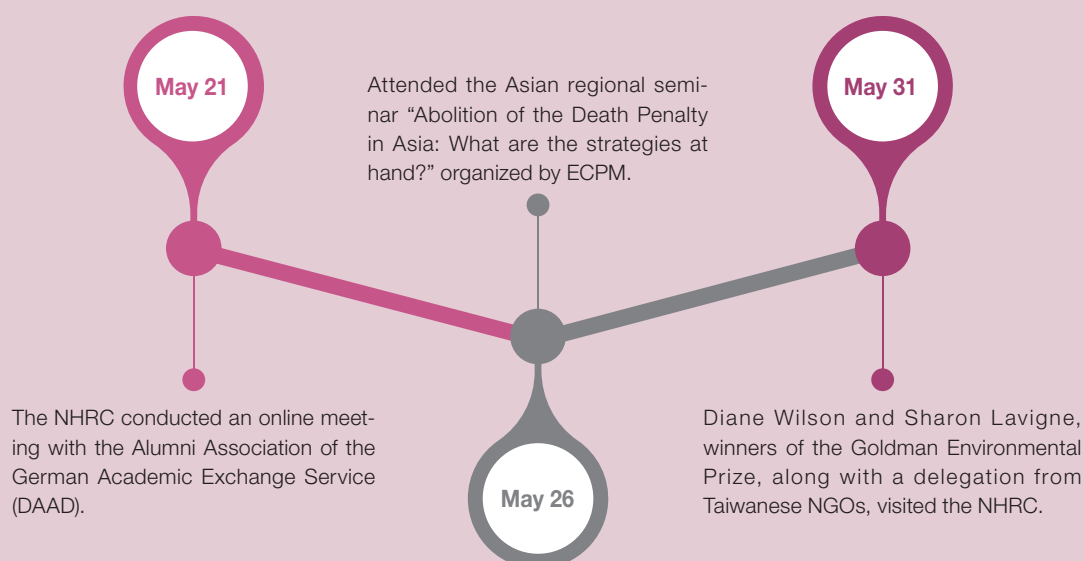 May 21
The NHRC conducted an online meet-
ing with the Alumni Association of the
German Academic Exchange Service
(DAAD).
Attended the Asian regional semi-
nar “Abolition of the Death Penalty
in Asia: What are the strategies at
hand?” organized by ECPM.
May 26
May 31
Diane Wilson and Sharon Lavigne,
winners of the Goldman Environmental
Prize, along with a delegation from
Taiwanese NGOs, visited the NHRC.